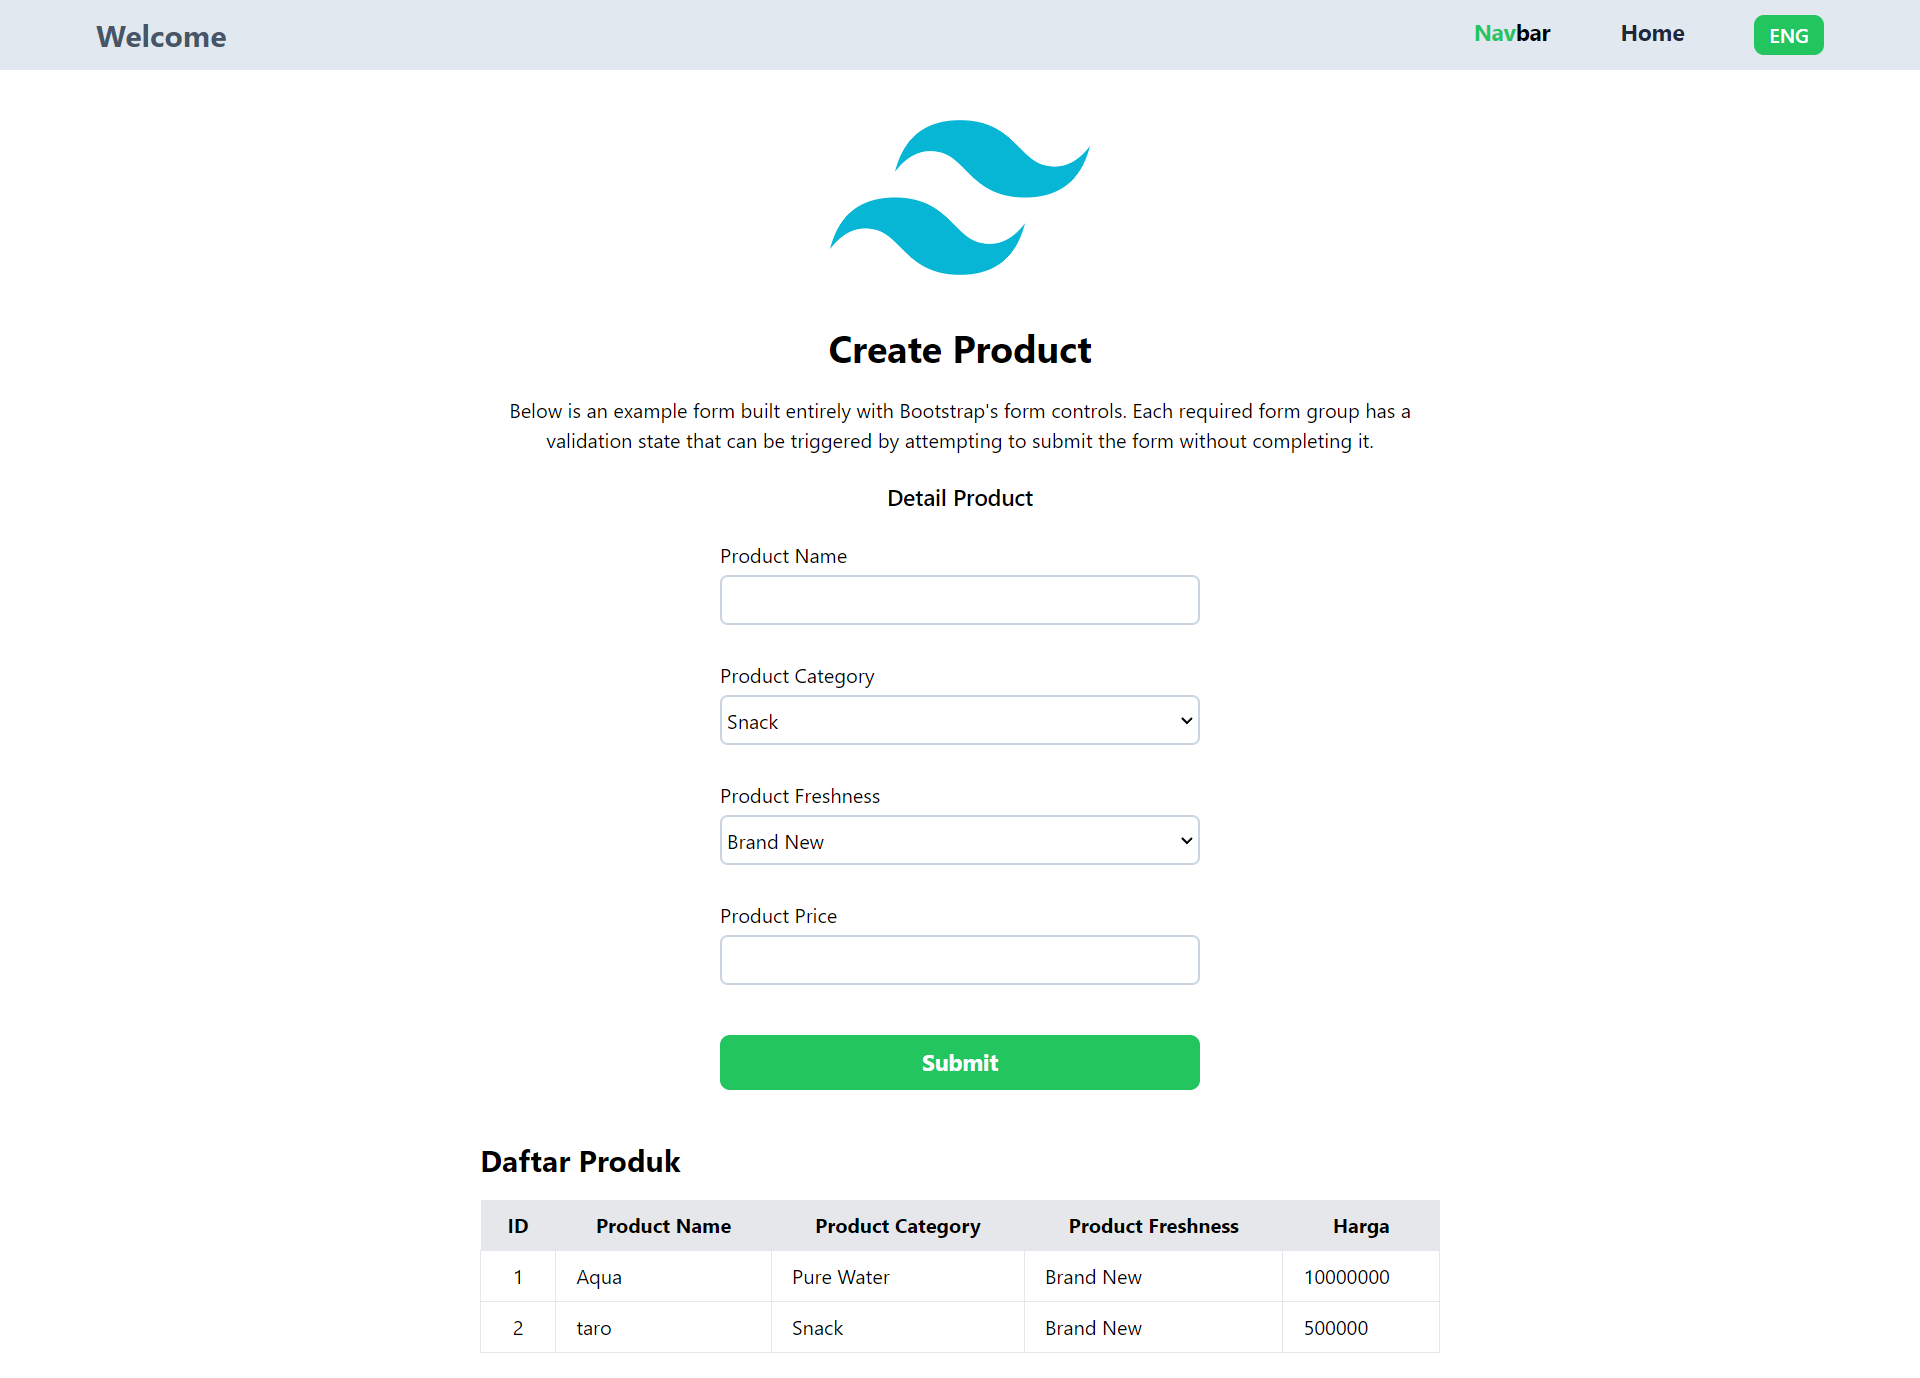 Welcome
Navbar
Home
ENG
Create Product
Below is an example form built entirely with Bootstrap's form controls. Each required form group has a
validation state that can be triggered by attempting to submit the form without completing it.
Detail Product
Product Name
Product Category
Snack
Product Freshness
Brand New
Product Price
Submit
Daftar Produk
ID Product Name Product Category Product Freshness Harga
1 Aqua Pure Water Brand New 10000000
2 taro Snack Brand New 500000